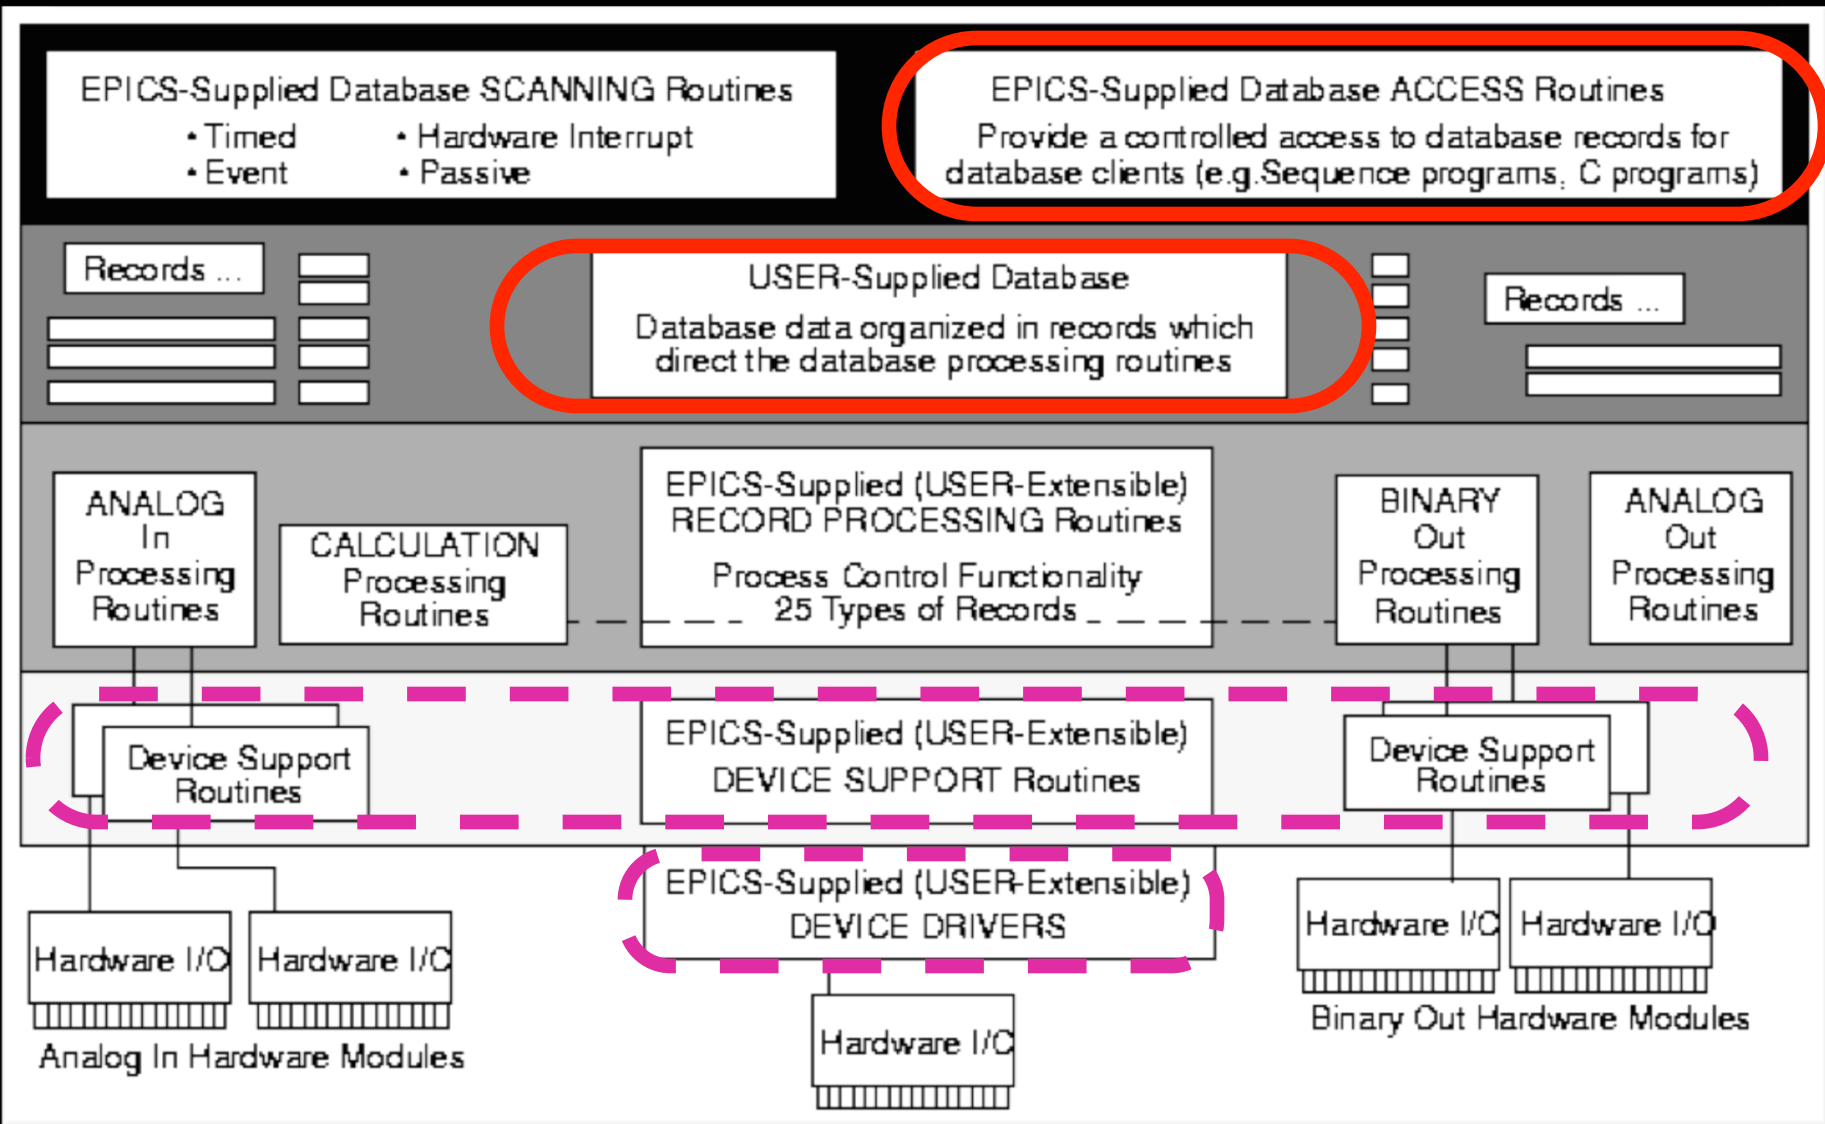 EPICS-Supplied Database SCANNING Routines
• Timed • Hardware Interrupt
• Event • Passive
EPICS-Supplied Database ACCESS Routines
Provide a controlled access to database records for
database clients (e.g.Sequence programs, C programs)
Records ...
USER-Supplied Database
Database data organized in records which
direct the database processing routines
Records ...
ANALOG
In
Processing
Routines
CALCULATION
Processing
Routines
EPICS-Supplied (USER-Extensible)
RECORD PROCESSING Routines
Process Control Functionality
25 Types of Records
BINARY
Out
Processing
Routines
ANALOG
Out
Processing
Routines
Device Support
Routines
EPICS-Supplied (USER-Extensible)
DEVICE SUPPORT Routines
Device Support
Routines
EPICS-Supplied (USER-Extensible)
DEVICE DRIVERS
Hardware I/O
Hardware I/O
Analog In Hardware Modules
Hardware I/O
Hardware I/O
Hardware I/O
Binary Out Hardware Modules